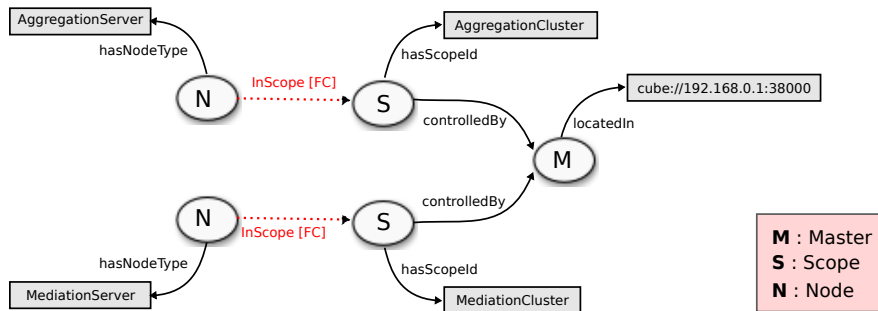 AggregationServer
AggregationCluster
hasNodeType
hasScopeId
InScope [FC]
cube://192.168.0.1:38000
N
S
controlledBy
locatedIn
M
controlledBy
N
S
InScope [FC]
hasNodeType
hasScopeId
MediationServer
MediationCluster
M : Master
S : Scope
N : Node